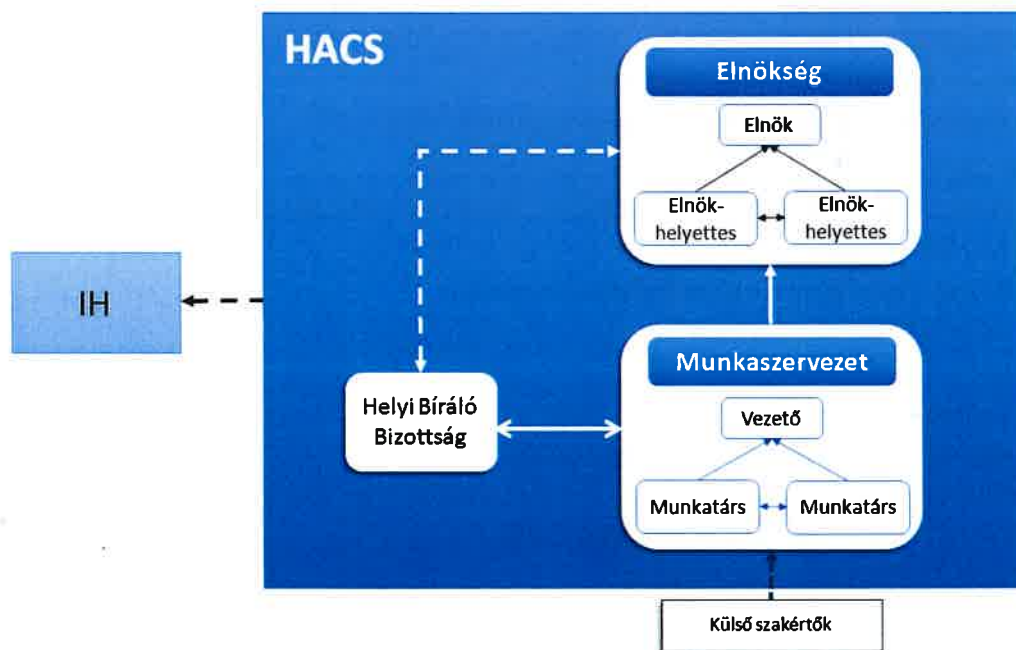 HACS
Elnökség
Elnök
Elnök-
helyettes
Elnök-
helyettes
IH
Munkaszervezet
Helyi Bíráló
Bizottság
Vezető
Munkatárs
Munkatárs
Külső szakértők